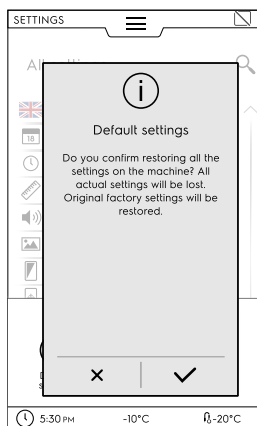 SETTINGS
Al
18
i
Default settings
Do you confirm restoring all the
settings on the machine? All
actual settings will be lost.
Original factory settings will be
restored.
5:30 PM -10°C -20°C